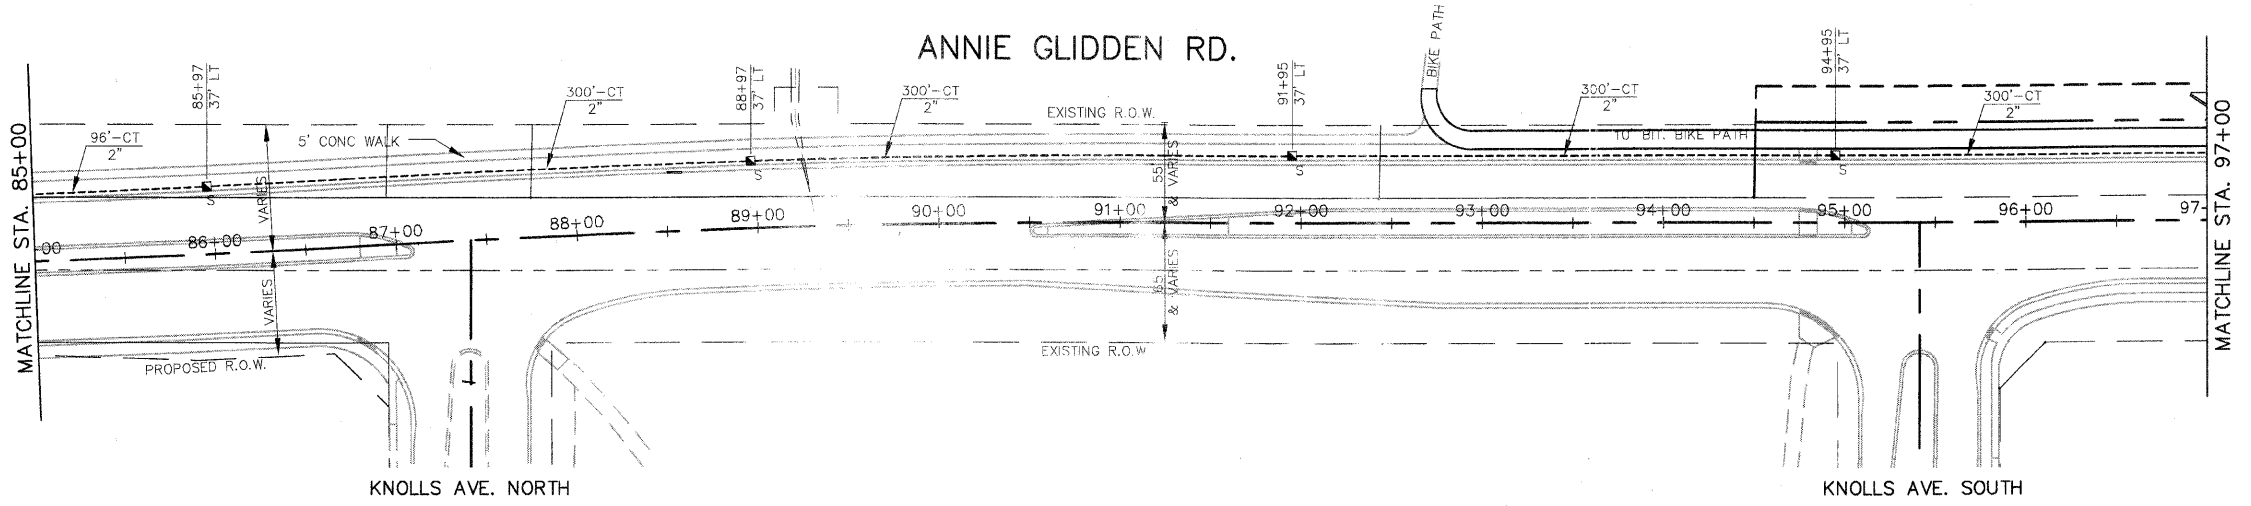 ANNIE GLIDDEN RD.
BIKE PATH
85+97
37' LT
88+97
37' LT
91+95
37' LT
94+95
37' LT
96'-CT
2"
300'-CT
2"
300'-CT
2"
300'-CT
2"
300'-CT
2"
5' CONC WALK
EXISTING R.O.W.
10' BIT. BIKE PATH
MATCHLINE STA. 85+00
MATCHLINE STA. 97+00
S
S
S
S
VARIES
VARIES
55'
& VARIES
65'
& VARIES
00
86+00
87+00
88+00
89+00
90+00
91+00
92+00
93+00
94+00
95+00
96+00
97
PROPOSED R.O.W.
EXISTING R.O.W
KNOLLS AVE. NORTH
KNOLLS AVE. SOUTH